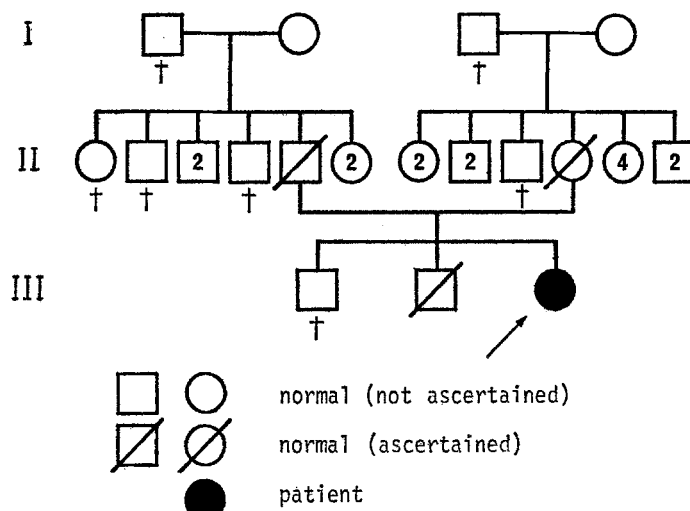 I
† †
II 2 2 2 2 4 2
† † † †
III
†
normal (not ascertained)
normal (ascertained)
patient